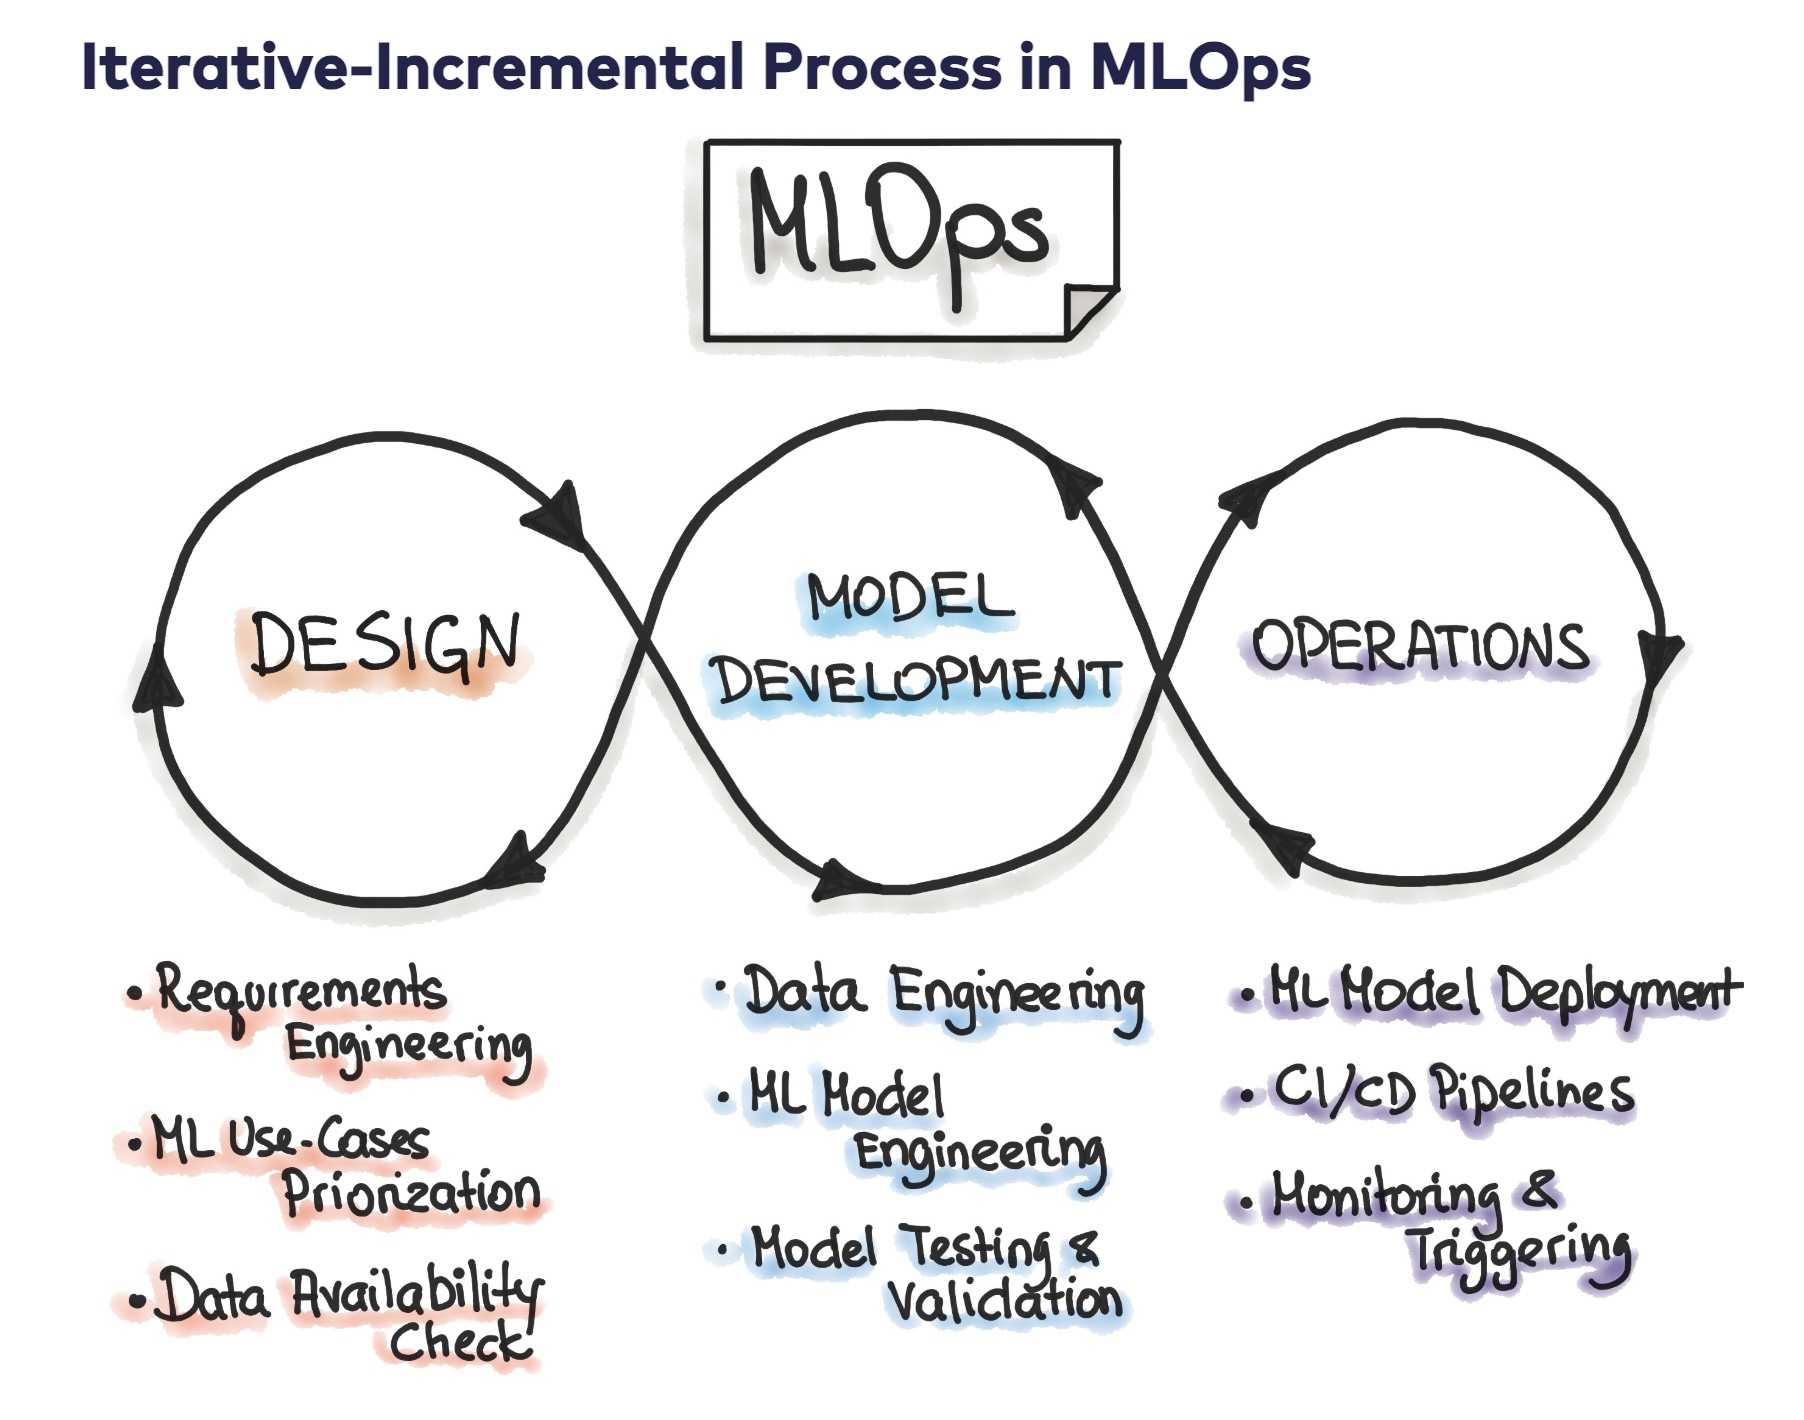 Iterative-Incremental Process in MLOps
MLOps
DESIGN
MODEL
DEVELOPMENT
OPERATIONS
• Requirements
Engineering
• ML Use-Cases
Priorization
• Data Availability
Check
• Data Engineering
• ML Model
Engineering
• Model Testing &
Validation
• ML Model Deployment
• CI/CD Pipelines
• Monitoring &
Triggering